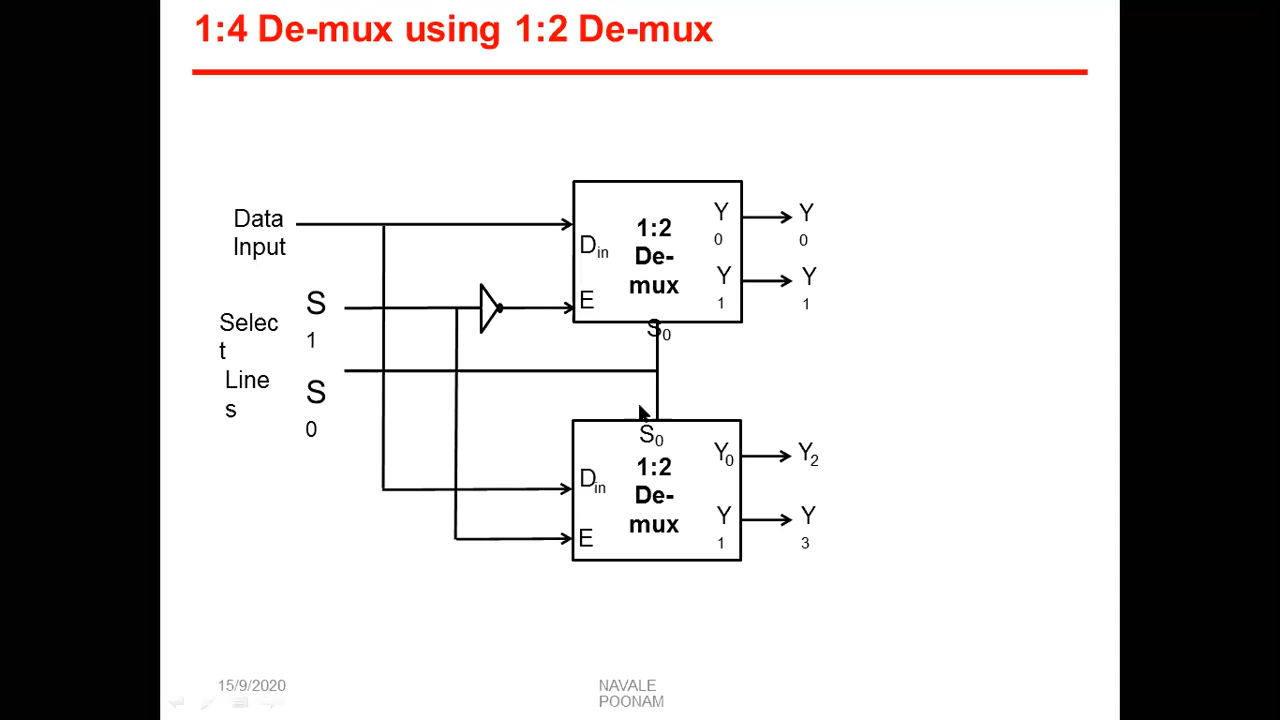 1:4 De-mux using 1:2 De-mux
Data
Input
S
1
Selec
t
Line
s
S
0
Din
E
1:2
De-
mux
Y
0
Y
1
S0
Y
0
Y
1
S0
Din
E
1:2
De-
mux
Y0
Y
1
Y2
Y
3
15/9/2020
NAVALE
POONAM